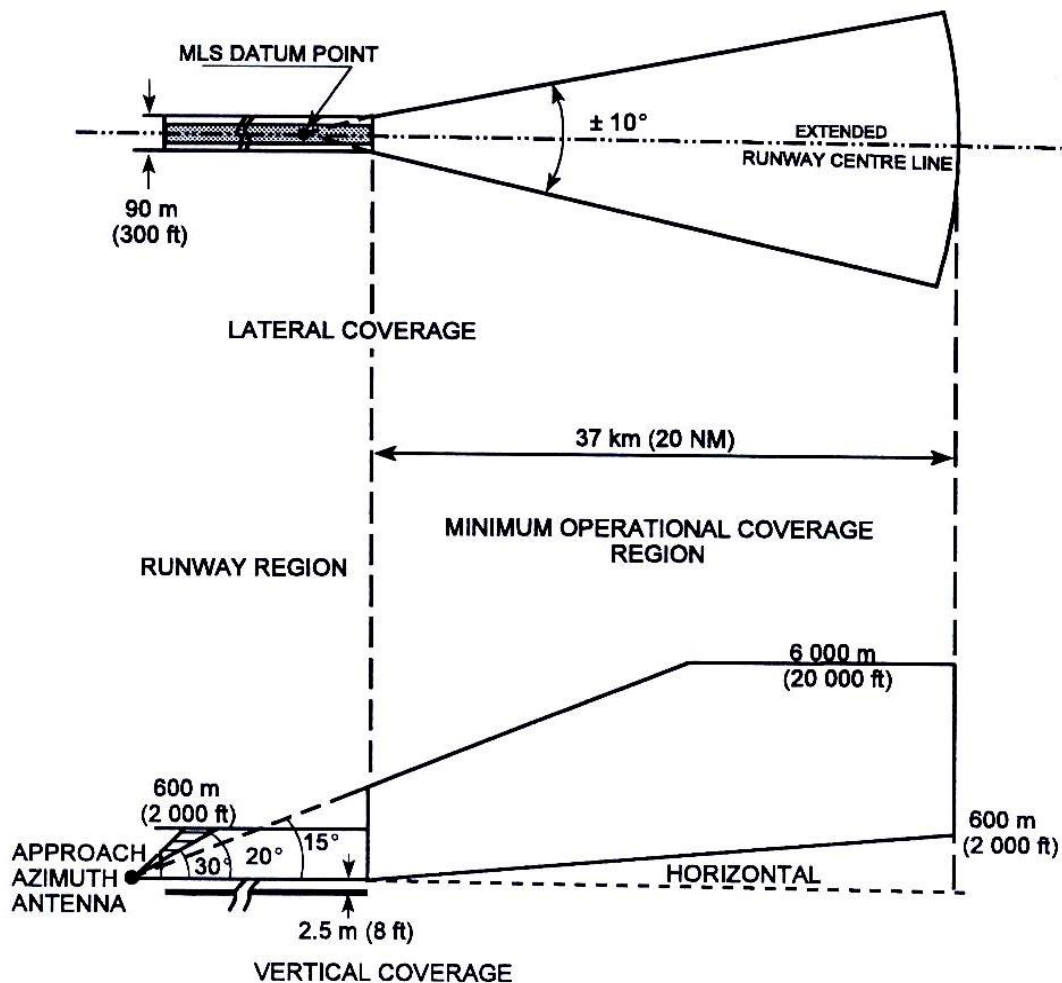 MLS DATUM POINT
± 10°
EXTENDED
RUNWAY CENTRE LINE
90 m
(300 ft)
LATERAL COVERAGE
37 km (20 NM)
MINIMUM OPERATIONAL COVERAGE
REGION
RUNWAY REGION
6 000 m
(20 000 ft)
600 m
(2 000 ft)
15°
20°
30°
600 m
(2 000 ft)
APPROACH
AZIMUTH
ANTENNA
HORIZONTAL
2.5 m (8 ft)
VERTICAL COVERAGE